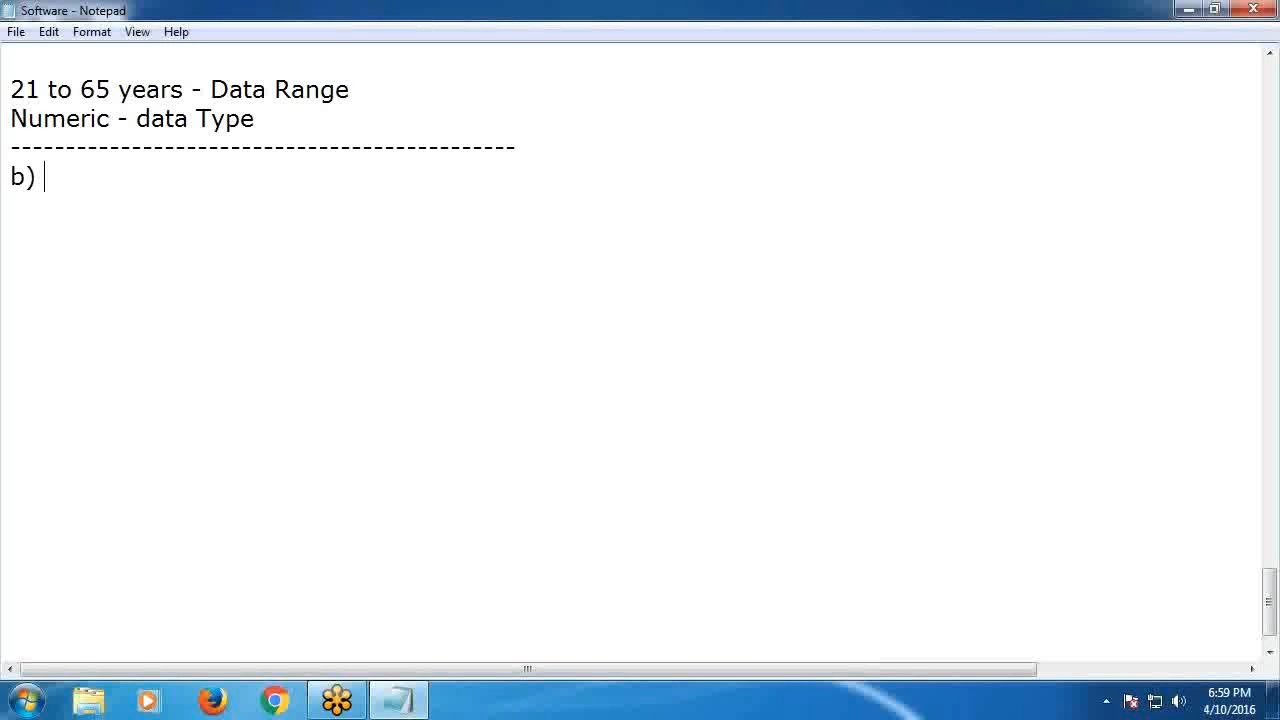 Software - Notepad
File Edit Format View Help
21 to 65 years - Data Range
Numeric - data Type
----------------------------------------------
b)
6:59 PM
4/10/2016